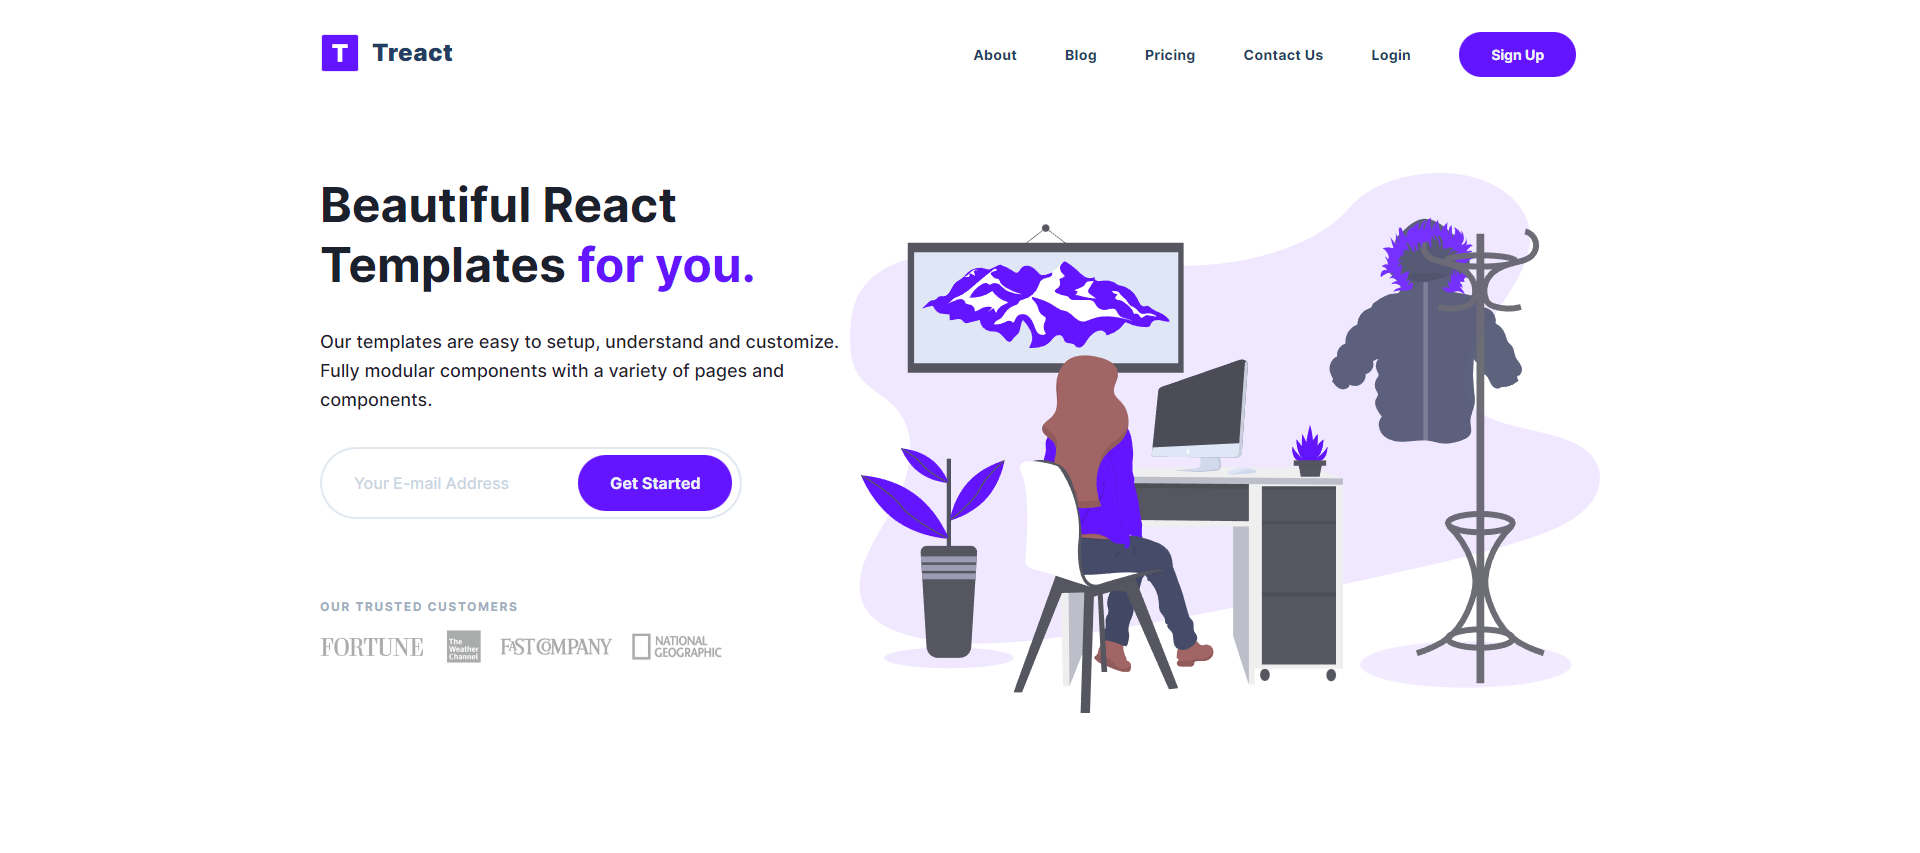 T Treact
About Blog Pricing Contact Us Login Sign Up
Beautiful React
Templates for you.
Our templates are easy to setup, understand and customize.
Fully modular components with a variety of pages and
components.
Your E-mail Address Get Started
OUR TRUSTED CUSTOMERS
FORTUNE
The
Weather
Channel
FAST COMPANY
NATIONAL
GEOGRAPHIC